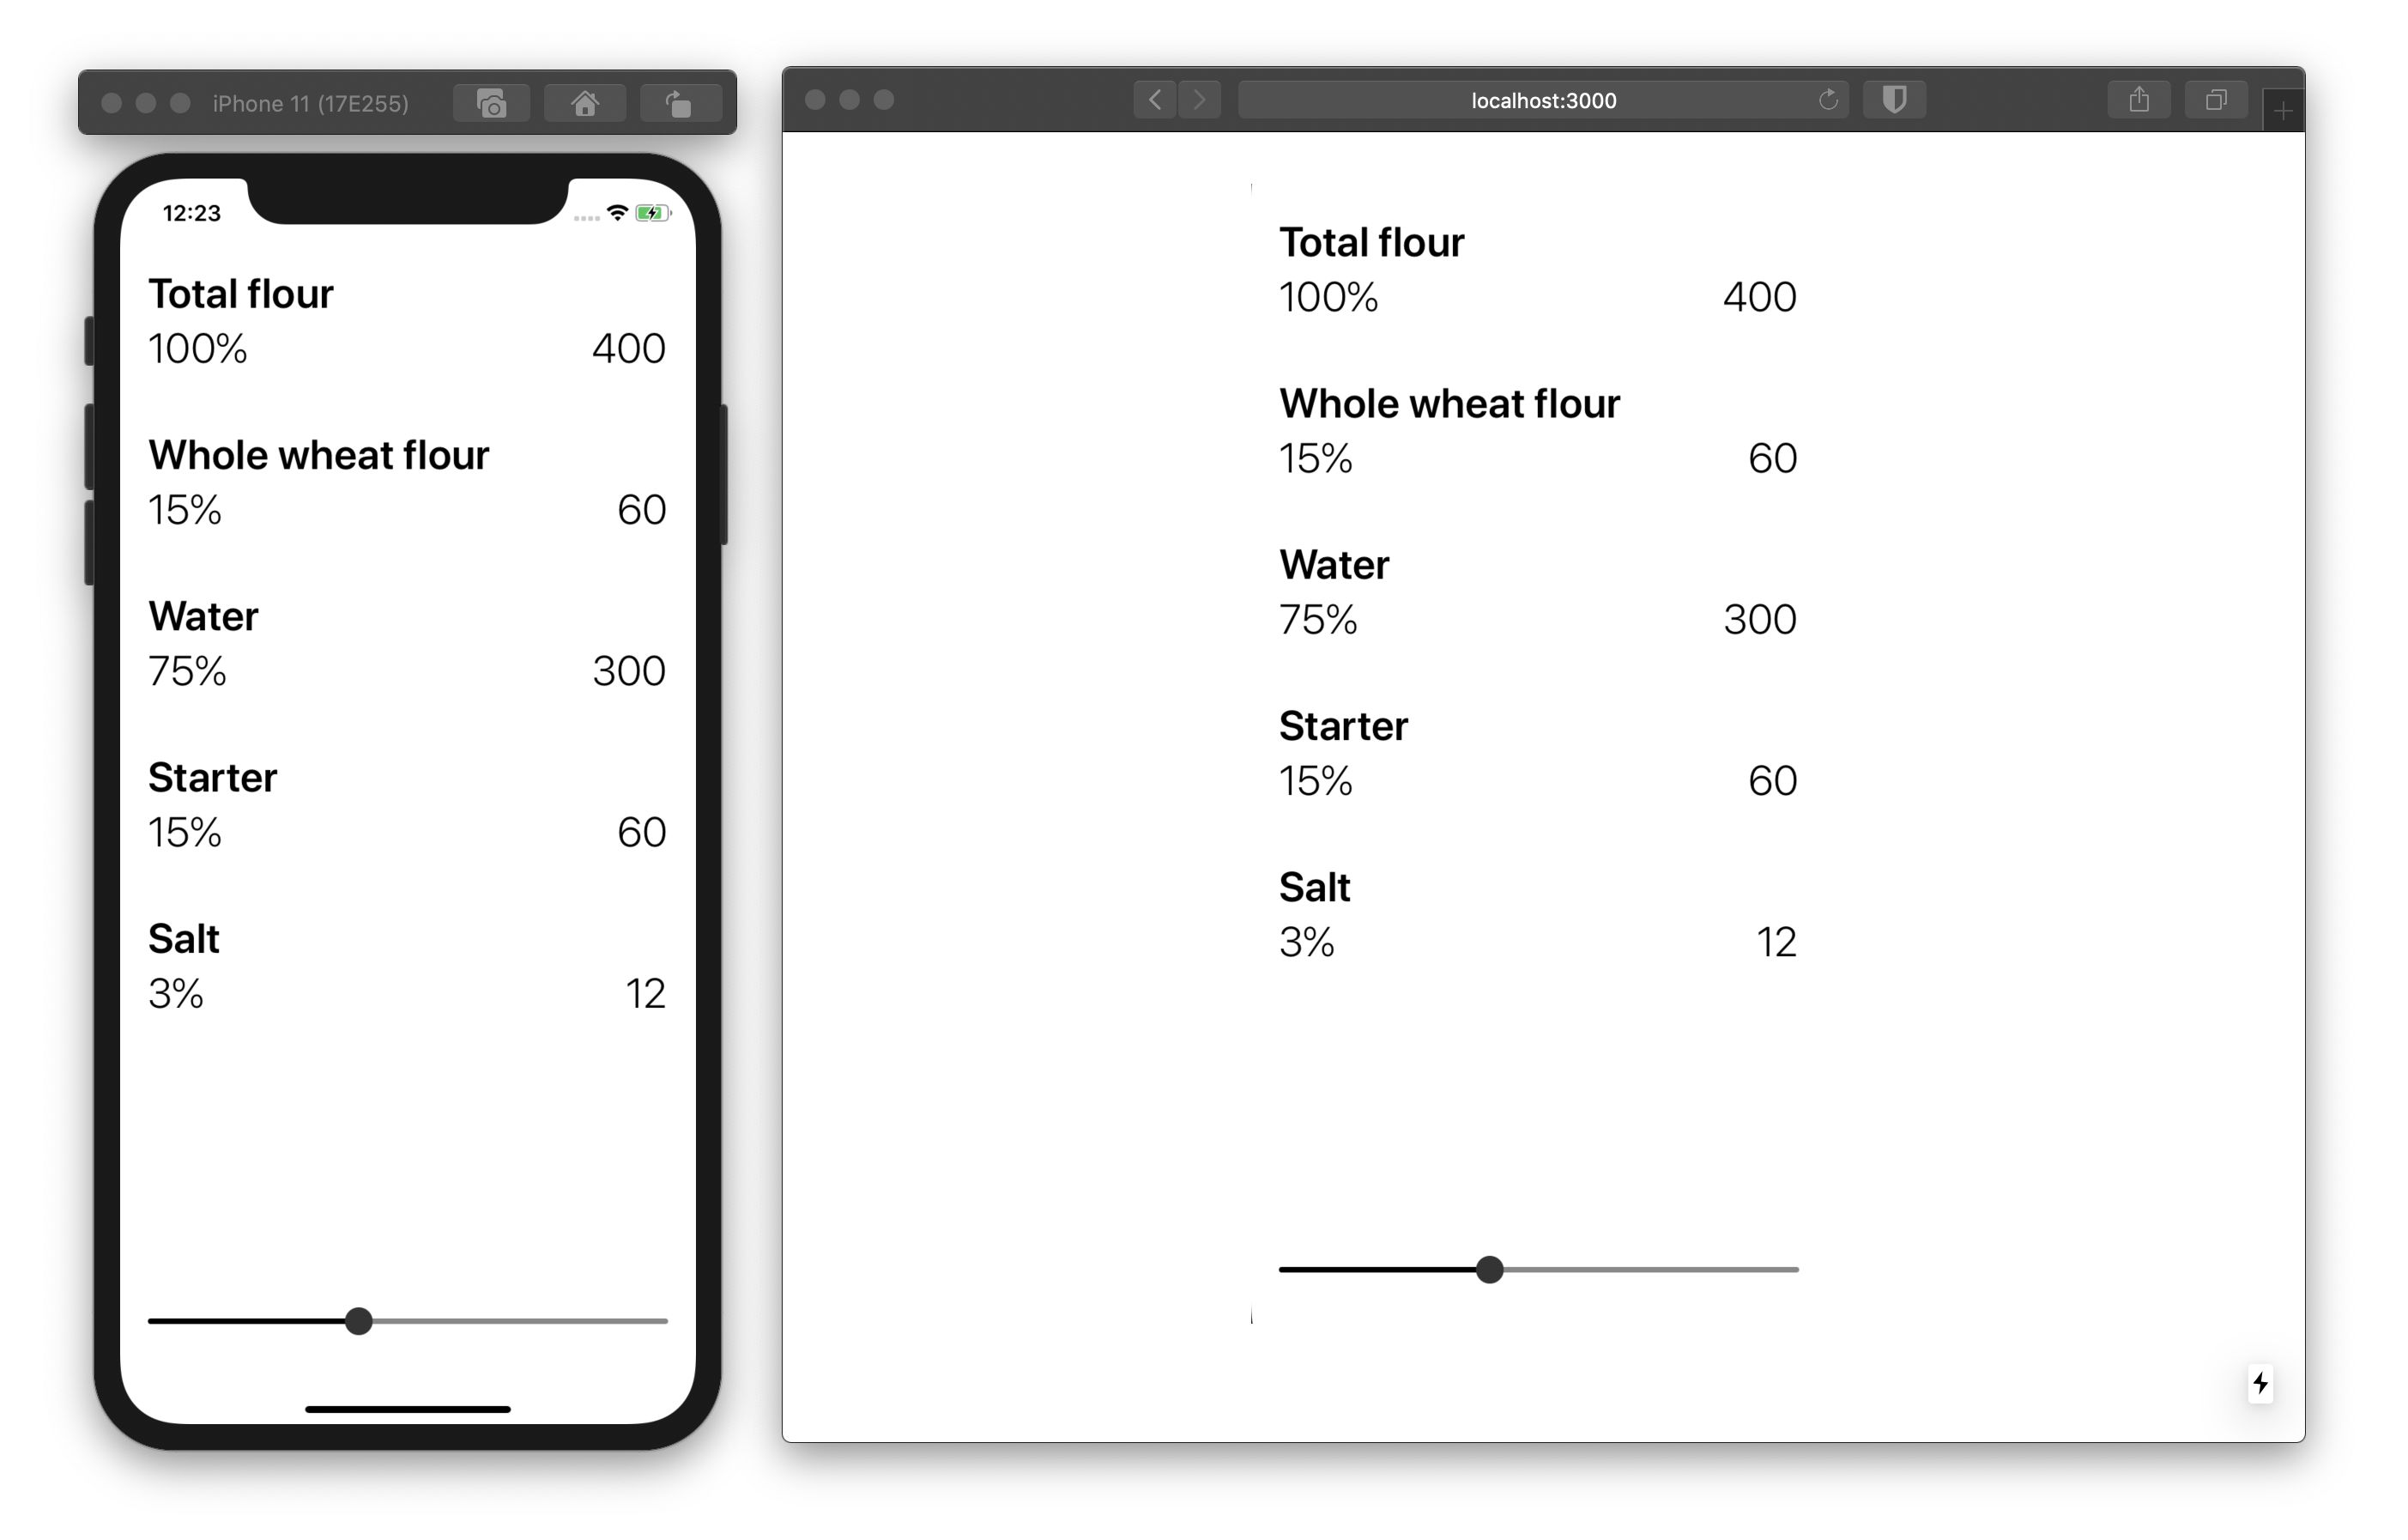 iPhone 11 (17E255)
12:23
Total flour
100% 400
Whole wheat flour
15% 60
Water
75% 300
Starter
15% 60
Salt
3% 12
localhost:3000
Total flour
100% 400
Whole wheat flour
15% 60
Water
75% 300
Starter
15% 60
Salt
3% 12